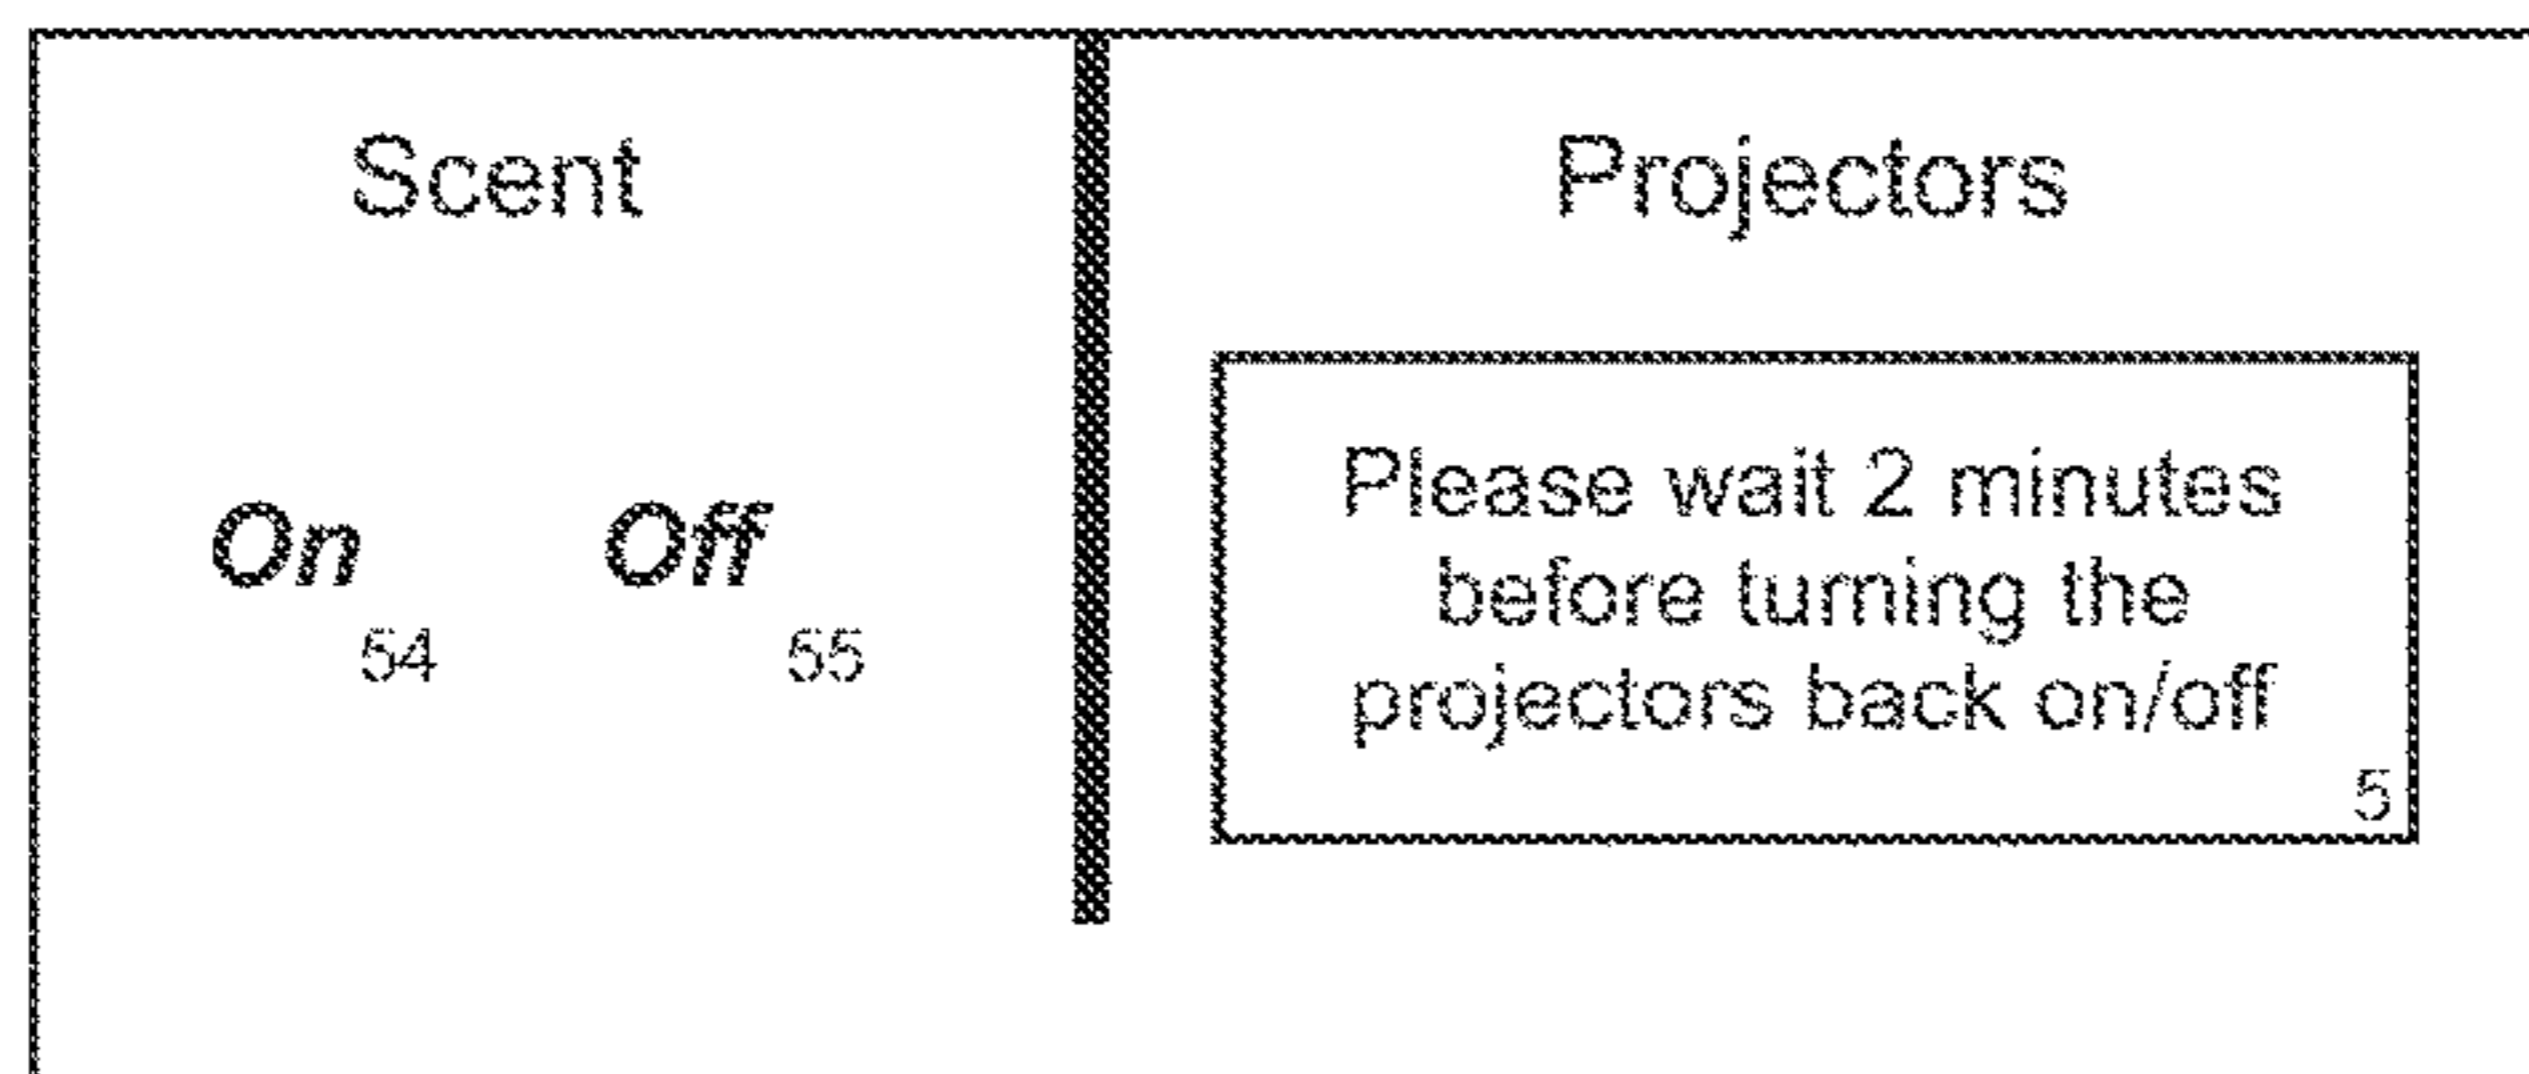 Scent
On
54
Off
55
Projectors
Please wait 2 minutes
before turning the
projectors back on/off
5